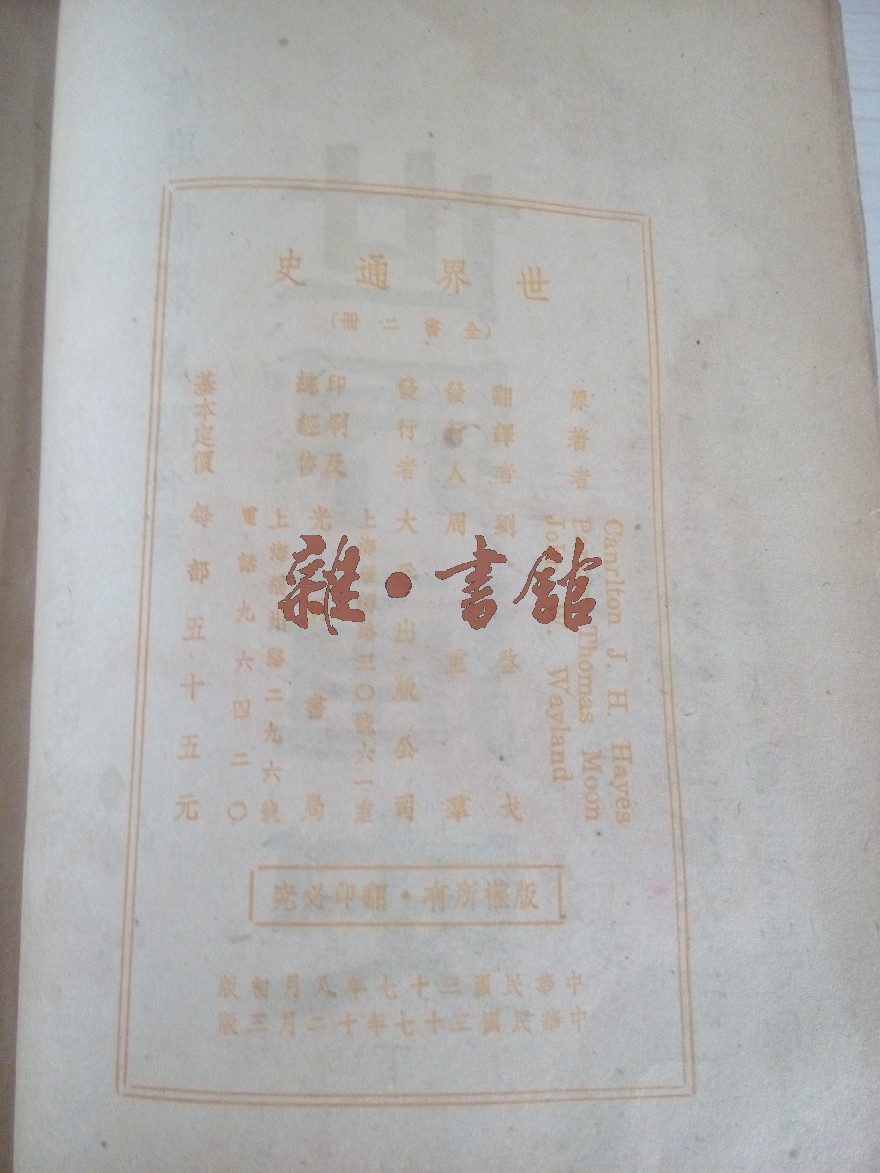 世界通史
(全書二冊)
原著者
Canrlton J. H. Hayes
Thomas Moon
Wayland
翻譯者 劉 啓戈
發行人 周 重羣
發行者 大 出版公司
上海 三〇號六一室
印刷及
總經售
光 書局
上海 路二九六號
電話九六四二〇
基本定價 每部五十五元
版權所有・翻印必究
中華民國三十七年八月初版
中華民國三十七年十二月三版
雜・書館